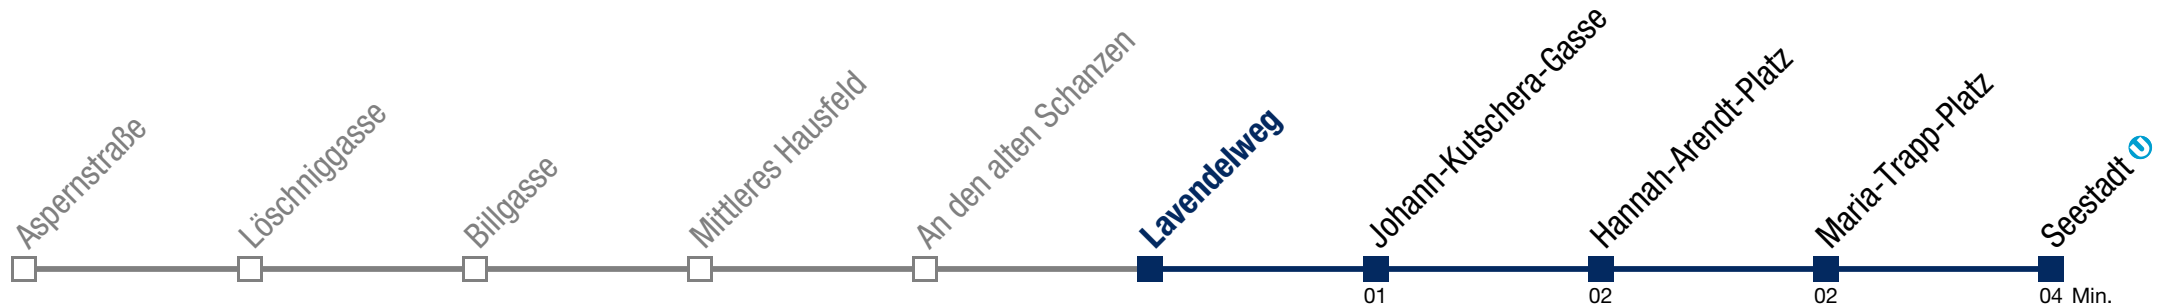 Aspernstraße
Löschniggasse
Billgasse
Mittleres Hausfeld
An den alten Schanzen
Lavendelweg
Johann-Kutschera-Gasse
Hannah-Arendt-Platz
Maria-Trapp-Platz
Seestadt U
01
02
02
04 Min.